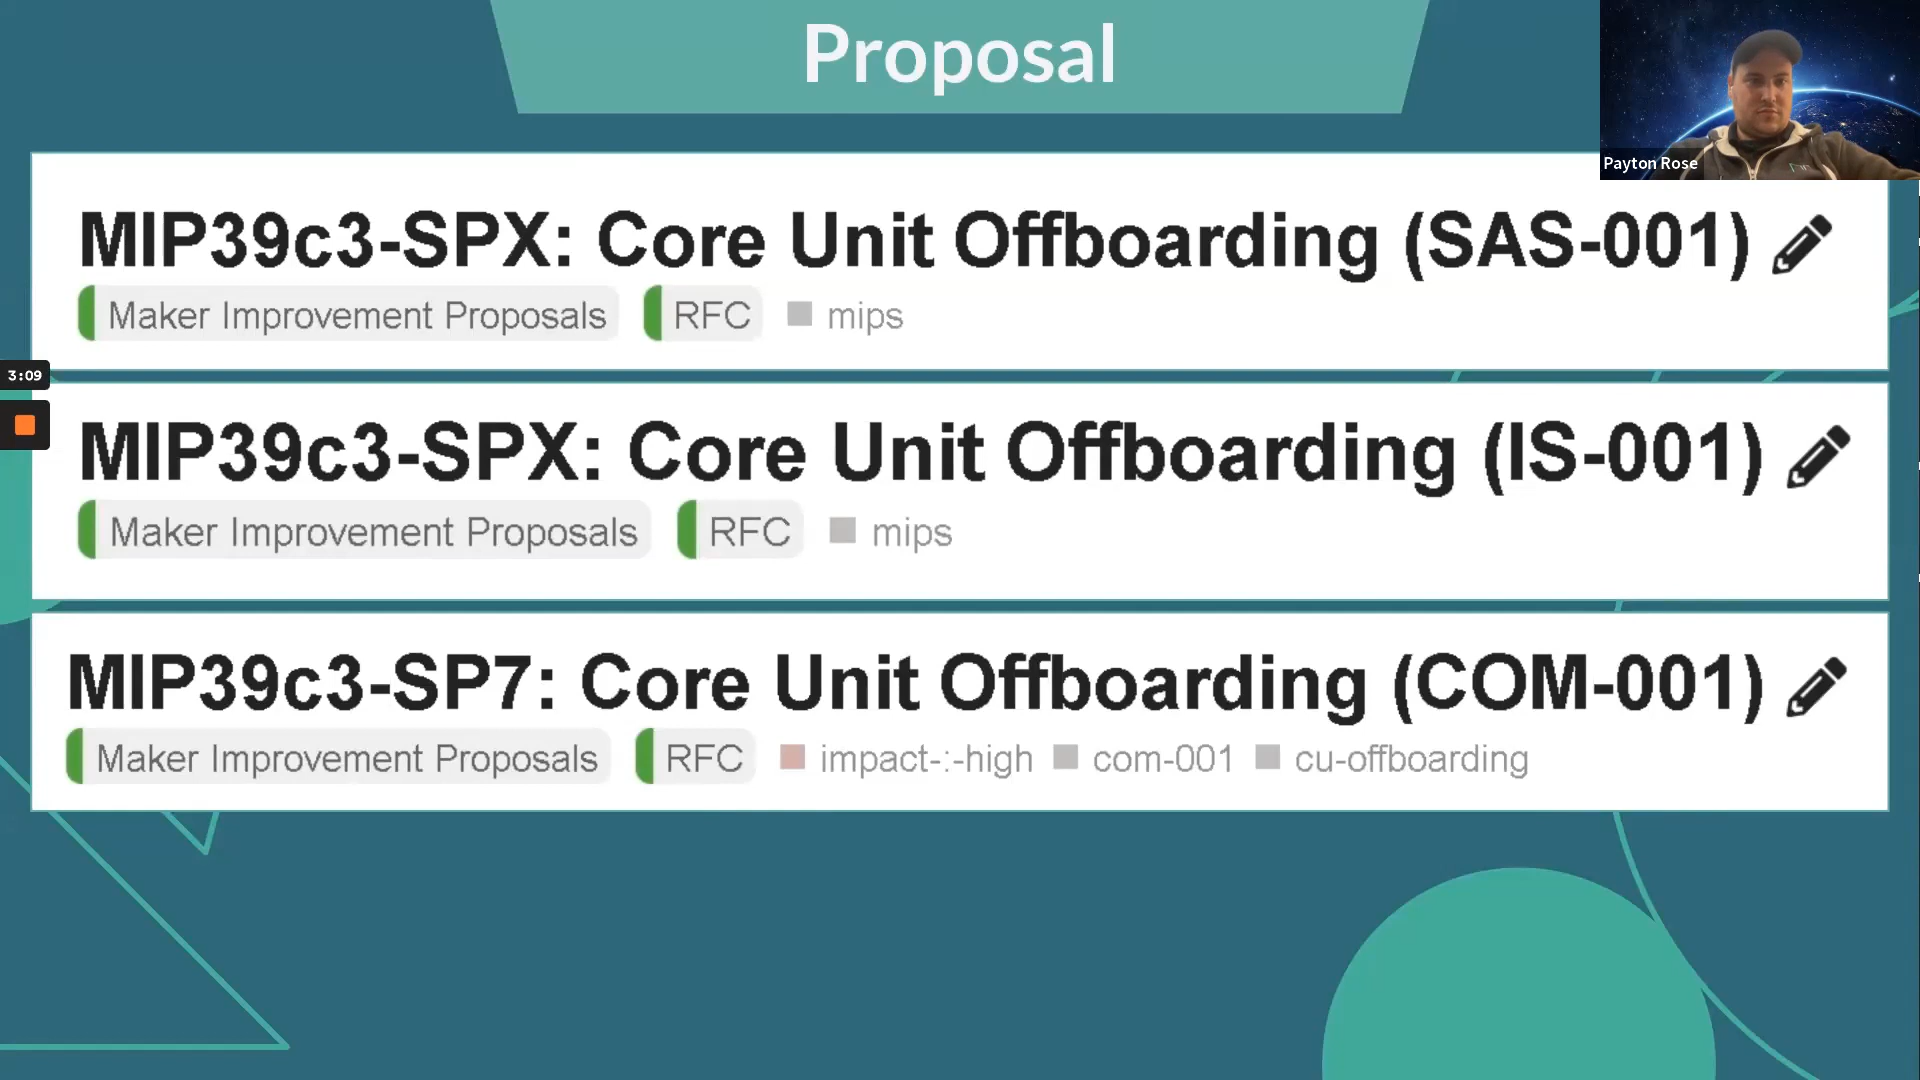 Proposal
Payton Rose
MIP39c3-SPX: Core Unit Offboarding (SAS-001)
Maker Improvement Proposals RFC mips
3:09
MIP39c3-SPX: Core Unit Offboarding (IS-001)
Maker Improvement Proposals RFC mips
MIP39c3-SP7: Core Unit Offboarding (COM-001)
Maker Improvement Proposals RFC impact-:-high com-001 cu-offboarding